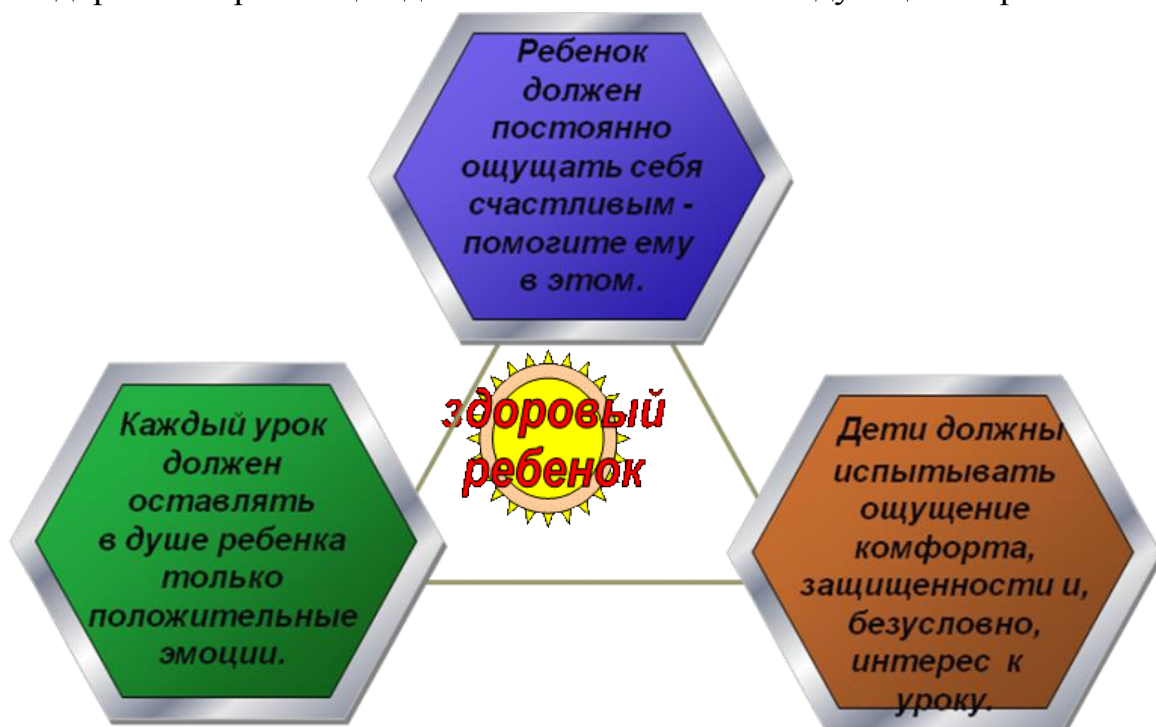 Ребенок
должен
постоянно
ощущать себя
счастливым -
помогите ему
в этом.
здоровый
ребенок
Каждый урок
должен
оставлять
в душе ребенка
только
положительные
эмоции.
Дети должны
испытывать
ощущение
комфорта,
защищенности и,
безусловно,
интерес к
уроку.